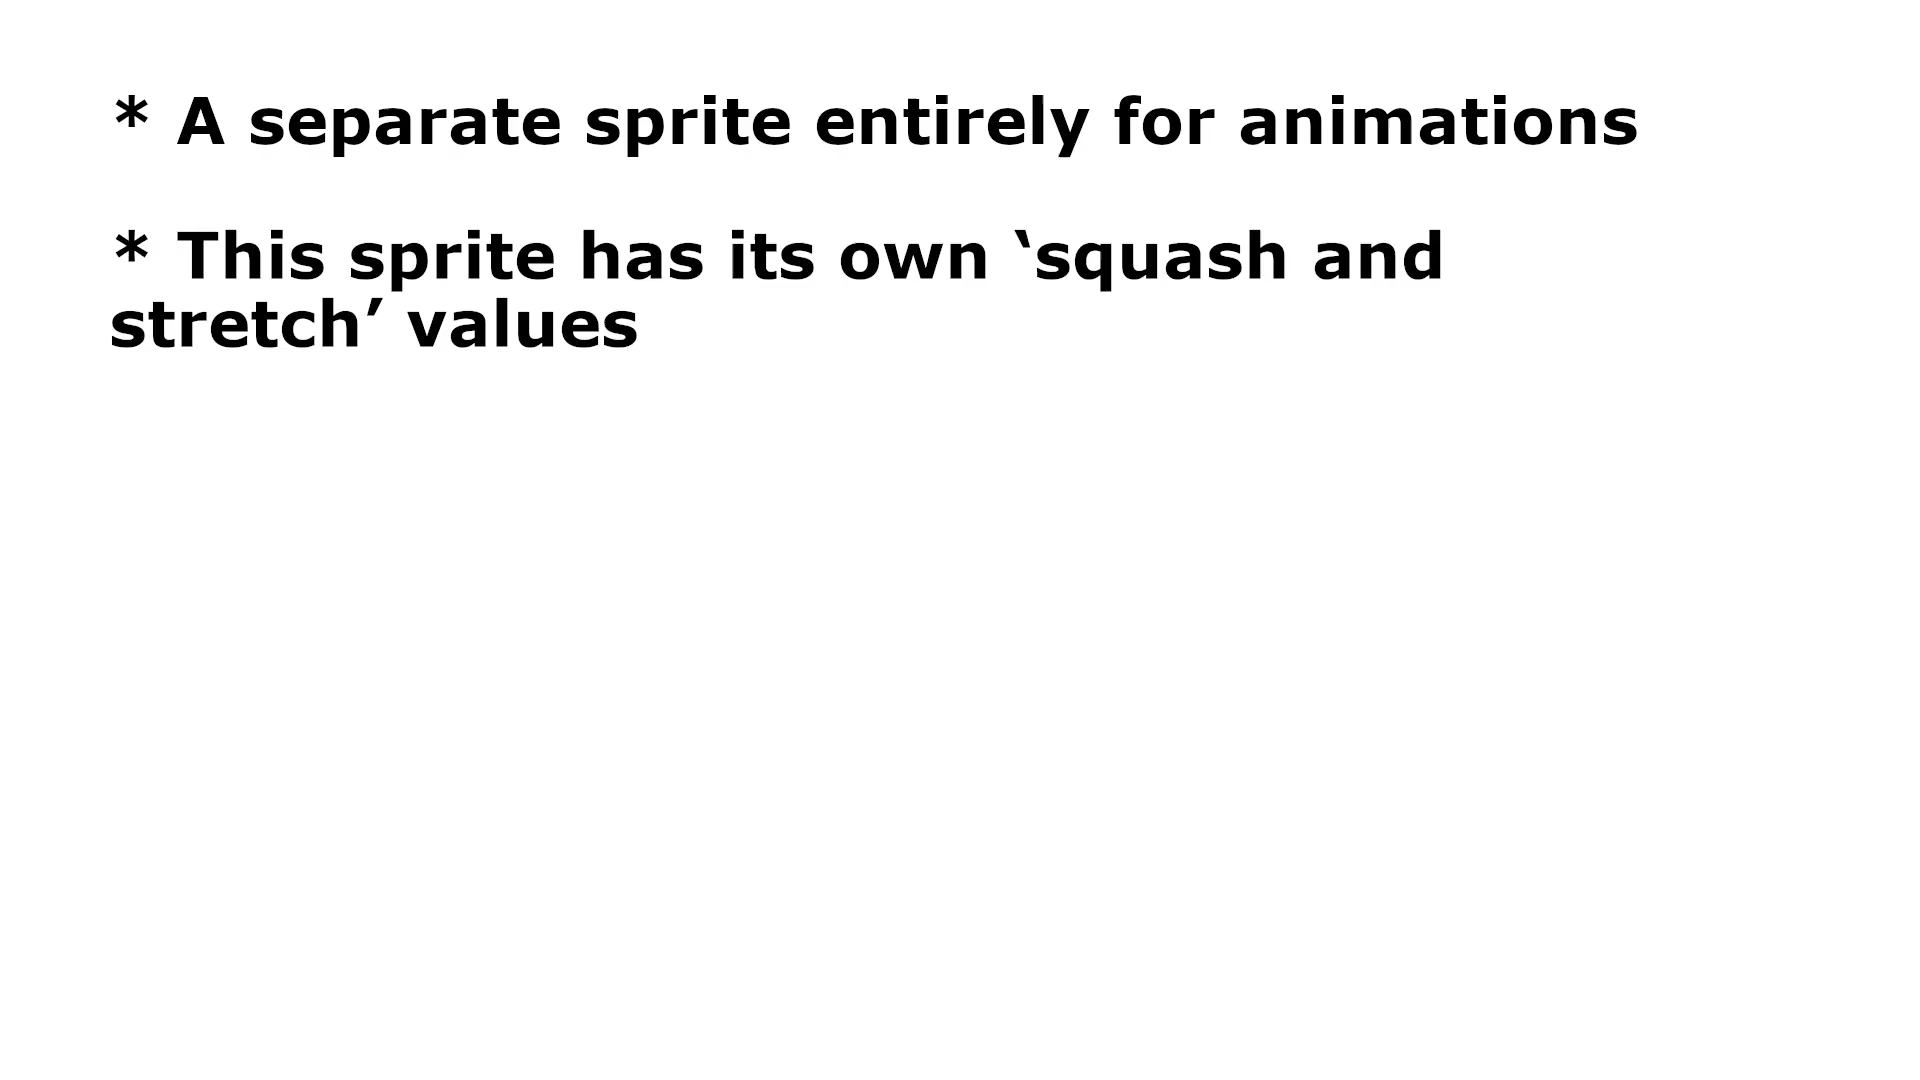 * A separate sprite entirely for animations
* This sprite has its own ‘squash and
stretch’ values